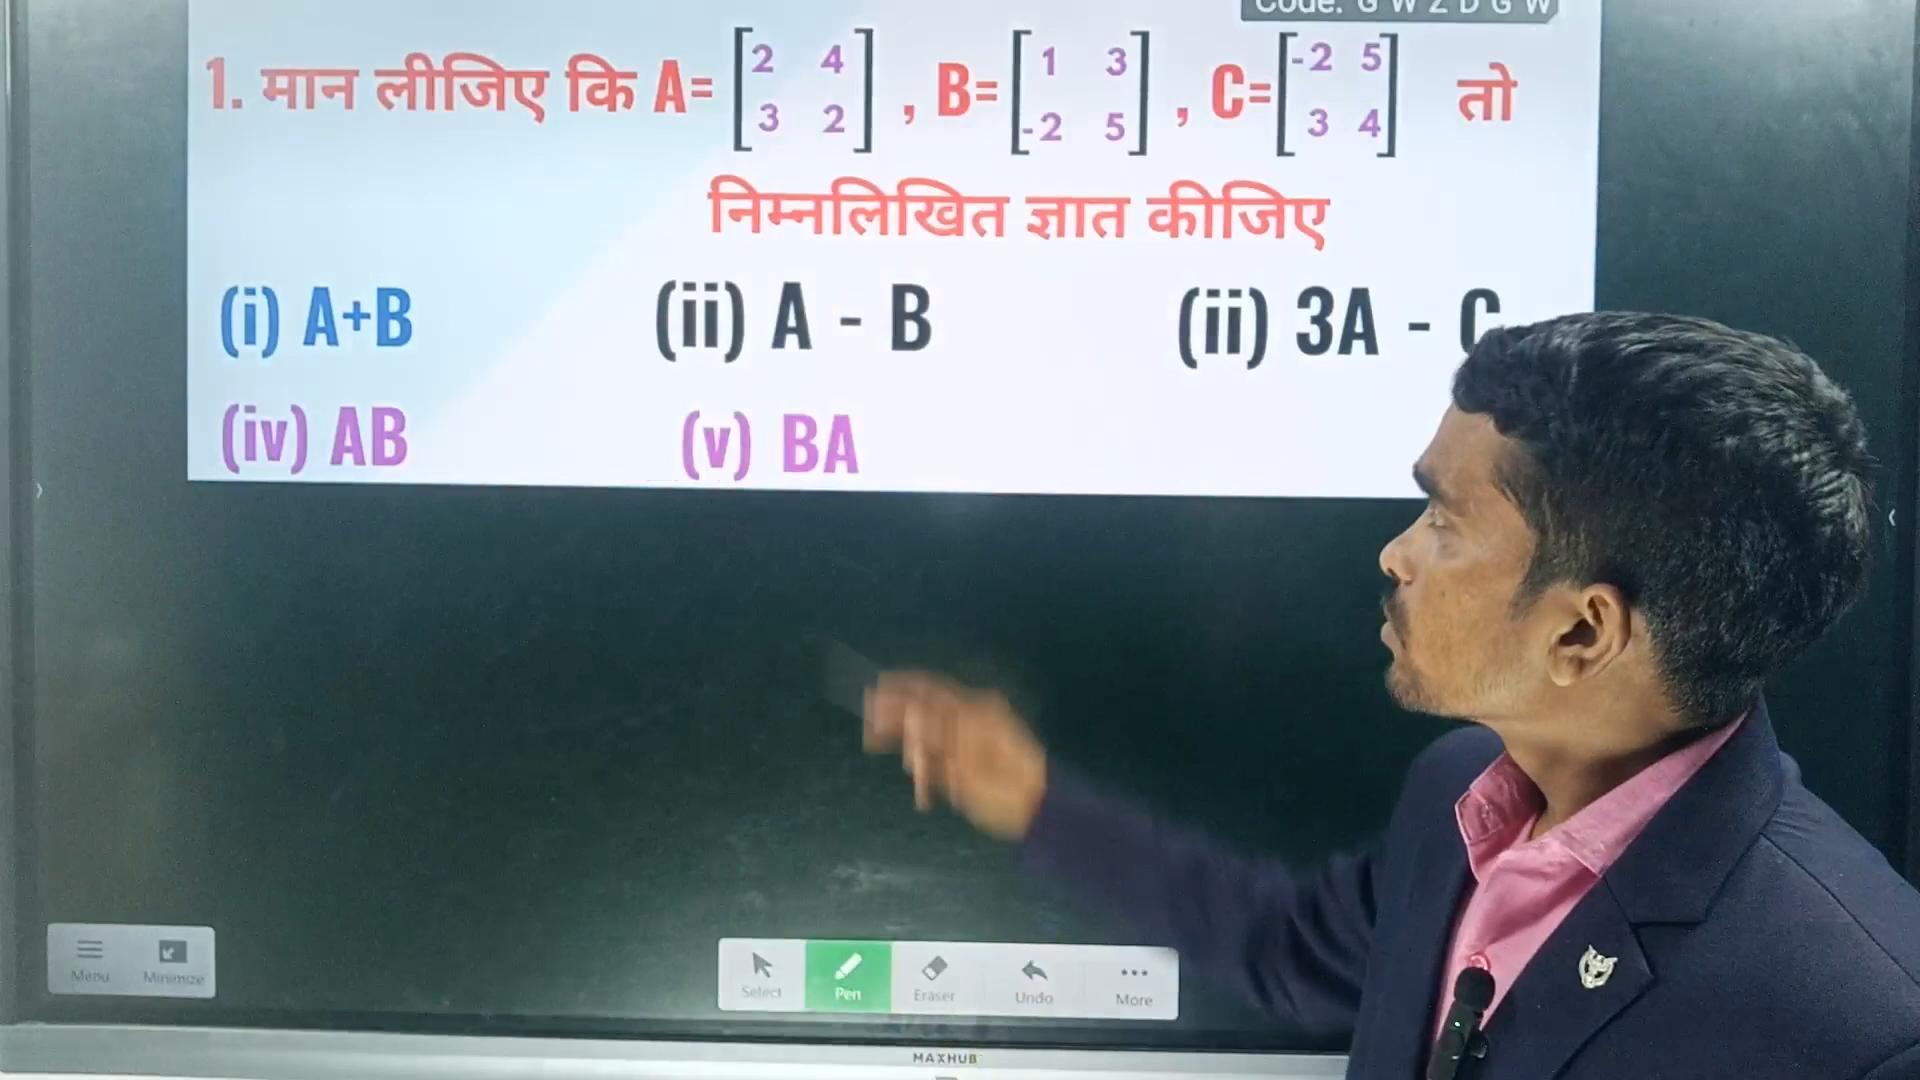 Code: G W Z D G W
1. मान लीजिए कि A= [2 4 , B= [1 3 , C= [-2 5] तो
3 2] -2 5] 3 4]
निम्नलिखित ज्ञात कीजिए
(i) A+B (ii) A - B (ii) 3A - C
(iv) AB (v) BA
Menu Minimize Select Pen Eraser Undo More
MAXHUB